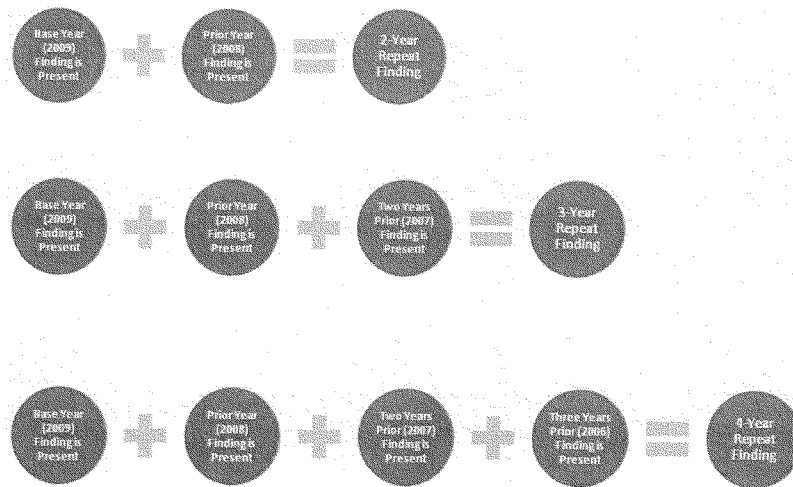 Base Year
(2009)
Finding is
Present
Prior Year
(2008)
Finding is
Present
2-Year
Repeat
Finding
Base Year
(2009)
Finding is
Present
Prior Year
(2008)
Finding is
Present
Two Years
Prior (2007)
Finding is
Present
3-Year
Repeat
Finding
Base Year
(2009)
Finding is
Present
Prior Year
(2008)
Finding is
Present
Two Years
Prior (2007)
Finding is
Present
Three Years
Prior (2006)
Finding is
Present
4-Year
Repeat
Finding